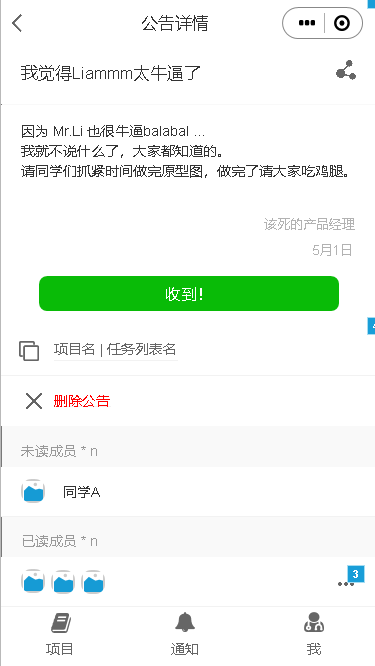 公告详情
我觉得Liammm太牛逼了
因为 Mr.Li 也很牛逼balabal ...
我就不说什么了，大家都知道的。
请同学们抓紧时间做完原型图，做完了请大家吃鸡腿。
该死的产品经理
5月1日
收到！
项目名 | 任务列表名
删除公告
未读成员 * n
同学A
已读成员 * n
3
项目
通知
我